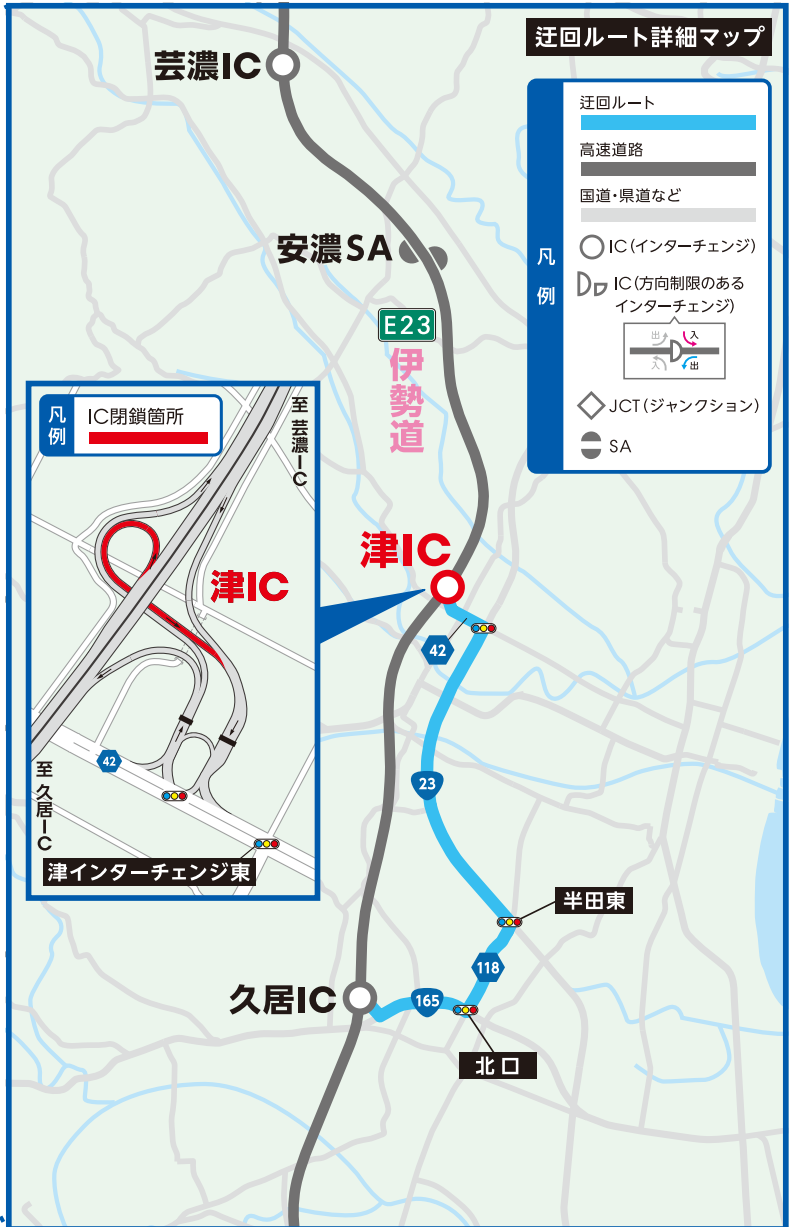 迂回ルート詳細マップ
芸濃IC
凡例
迂回ルート
高速道路
国道・県道など
IC(インターチェンジ)
IC(方向制限のある
インターチェンジ)
出
入
入
出
JCT(ジャンクション)
SA
安濃SA
E23
伊勢道
凡例
IC閉鎖箇所
至 芸濃IC
津IC
42
至 久居IC
津インターチェンジ東
津IC
42
23
半田東
118
久居IC
165
北口